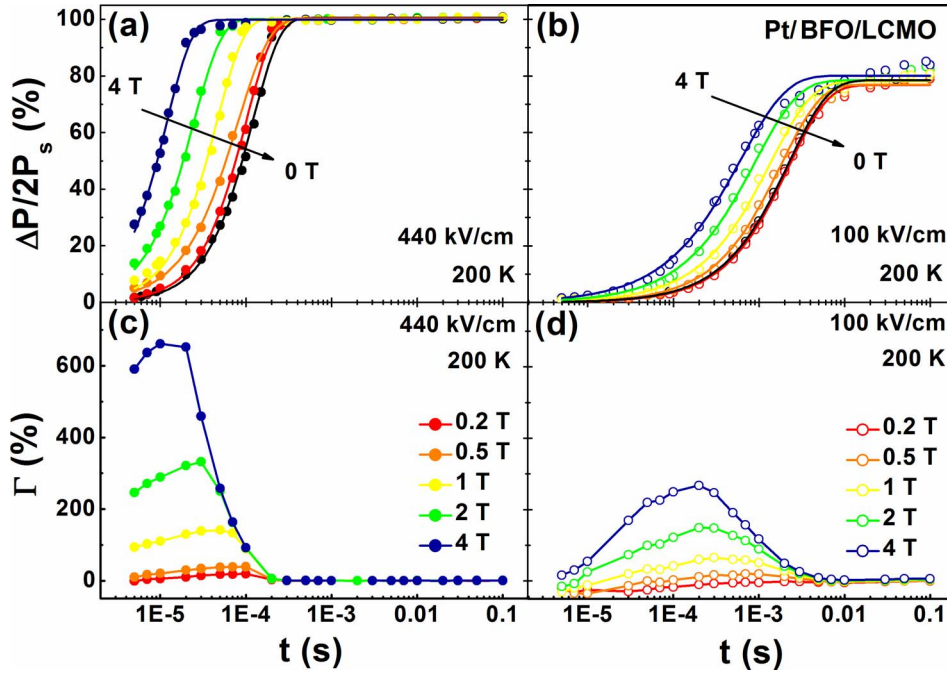 (a)
4 T
0 T
440 kV/cm
200 K
100
80
60
40
20
0
ΔP/2P_s (%)
(b)
Pt/BFO/LCMO
4 T
0 T
100 kV/cm
200 K
(c)
440 kV/cm
200 K
0.2 T
0.5 T
1 T
2 T
4 T
600
400
200
0
Γ (%)
1E-5
1E-4
1E-3
0.01
0.1
t (s)
(d)
100 kV/cm
200 K
0.2 T
0.5 T
1 T
2 T
4 T
1E-5
1E-4
1E-3
0.01
0.1
t (s)